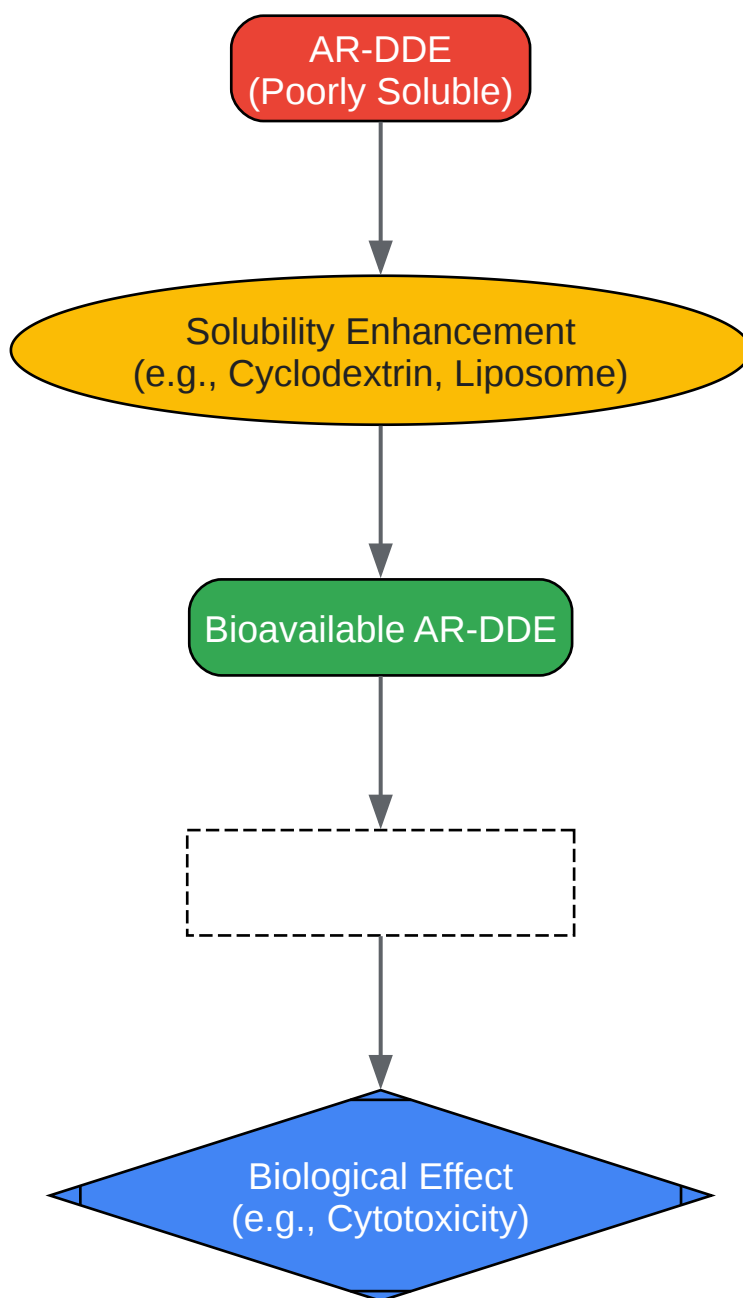 AR-DDE
(Poorly Soluble)
Solubility Enhancement
(e.g., Cyclodextrin, Liposome)
Bioavailable AR-DDE
Biological Effect
(e.g., Cytotoxicity)